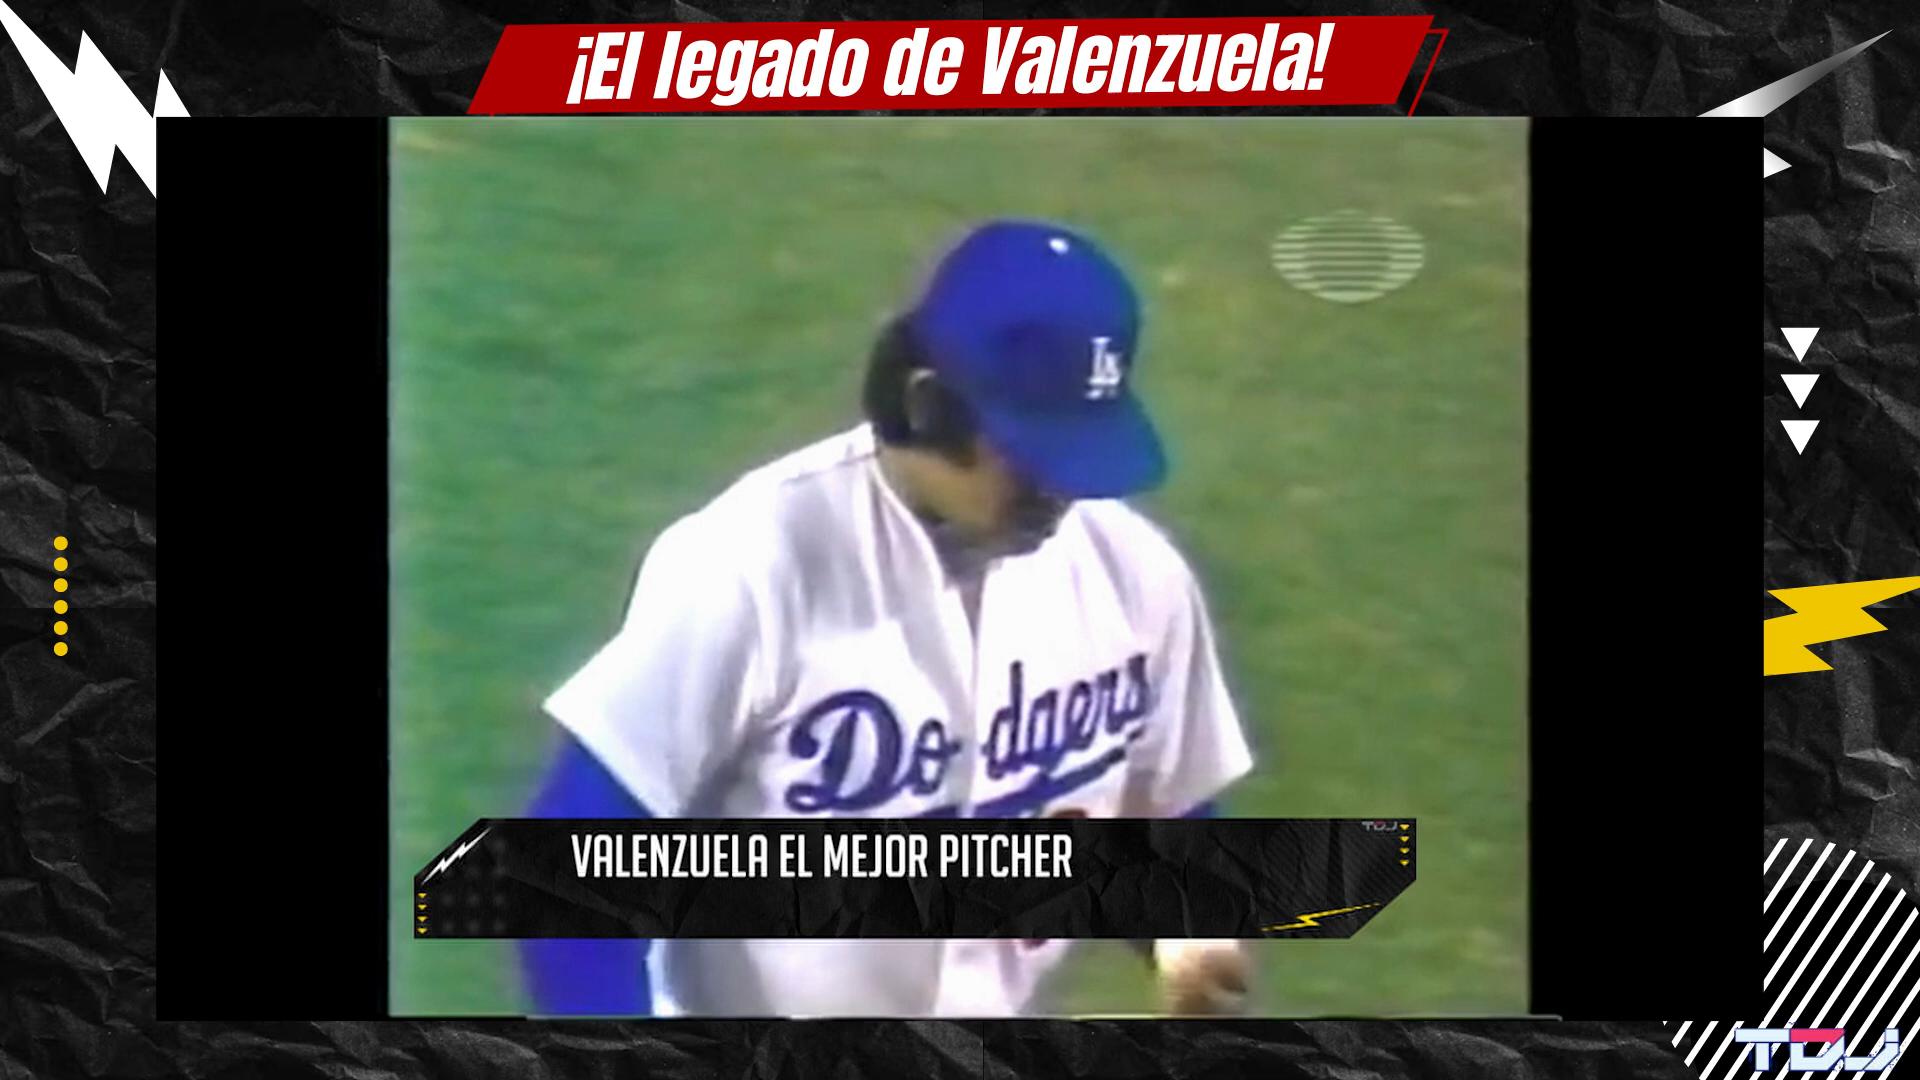 ¡El legado de Valenzuela!
LA
Dodgers
VALENZUELA EL MEJOR PITCHER
TDJ
TDJ